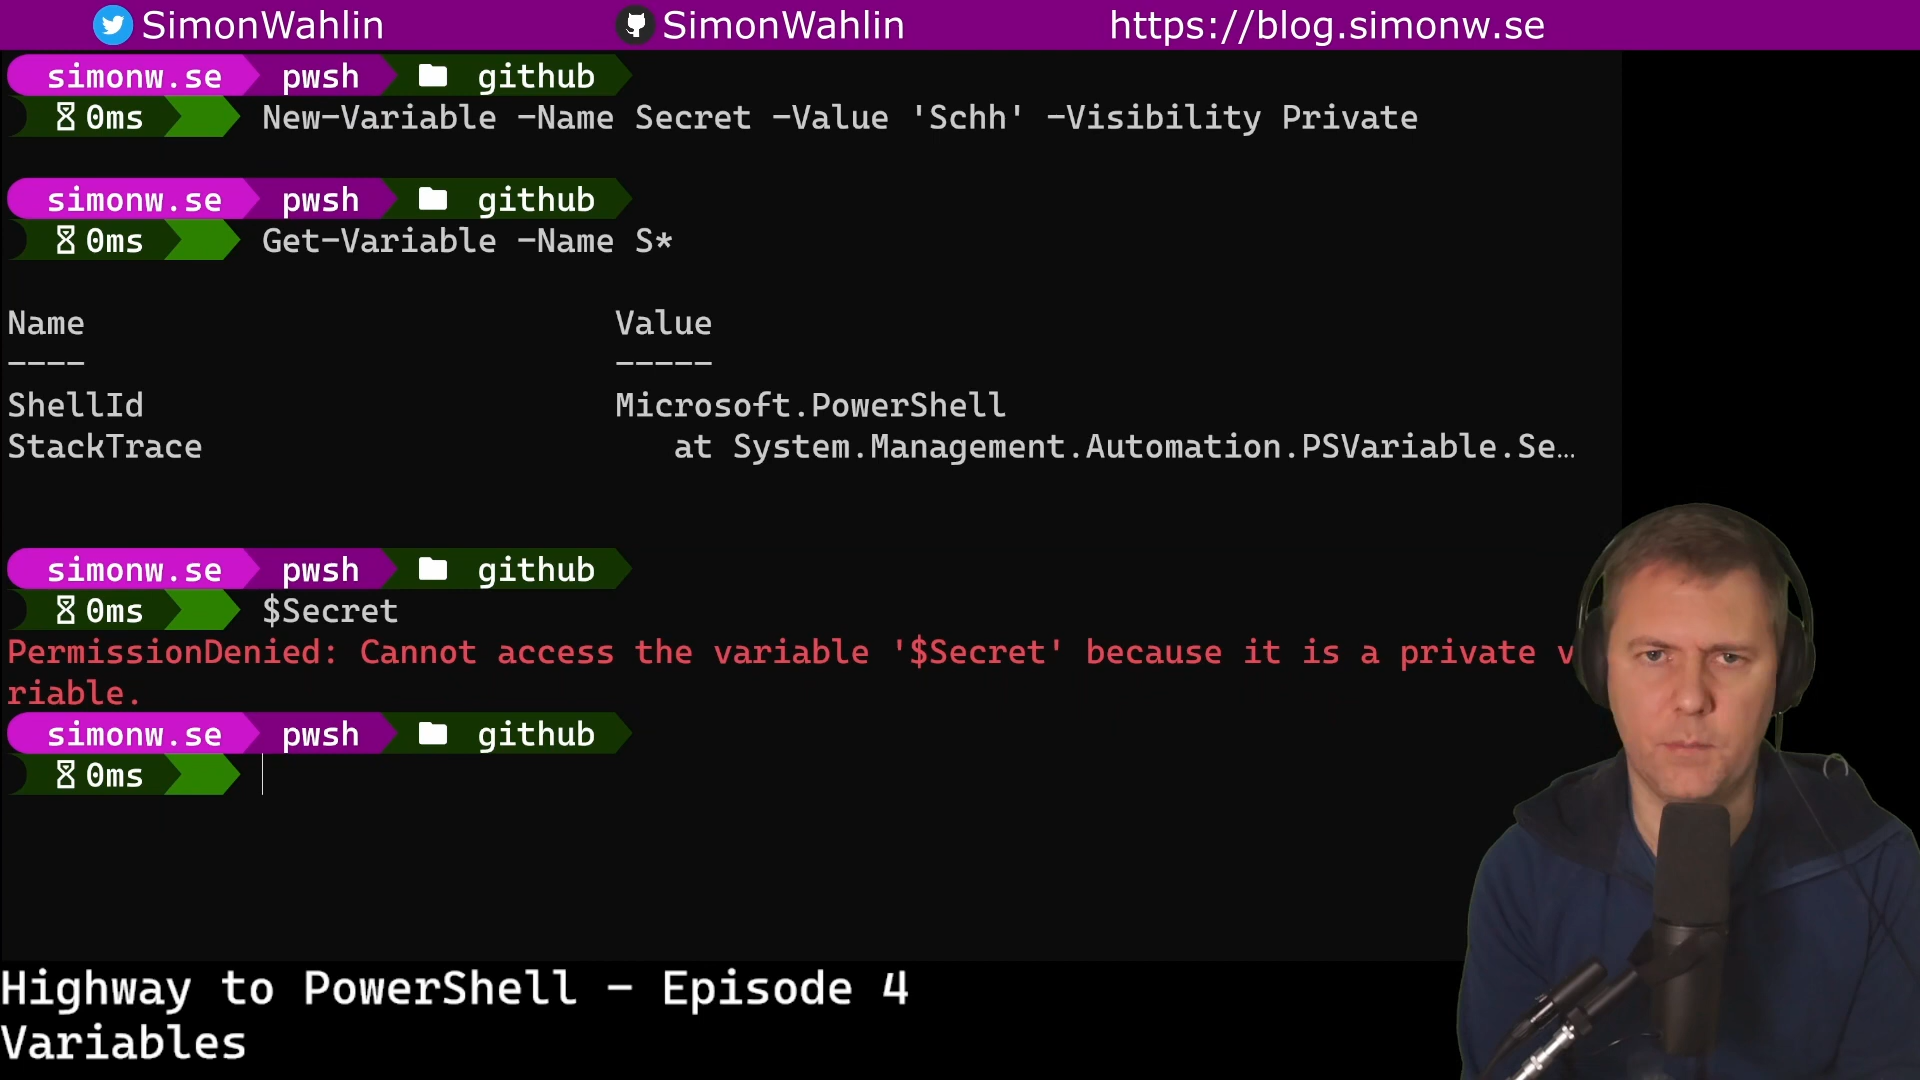 SimonWahlin SimonWahlin https://blog.simonw.se
simonw.se pwsh github
0ms New-Variable -Name Secret -Value 'Schh' -Visibility Private
simonw.se pwsh github
0ms Get-Variable -Name S*
Name Value
---- -----
ShellId Microsoft.PowerShell
StackTrace at System.Management.Automation.PSVariable.Se…
simonw.se pwsh github
0ms $Secret
PermissionDenied: Cannot access the variable '$Secret' because it is a private v
riable.
simonw.se pwsh github
0ms
Highway to PowerShell - Episode 4
Variables